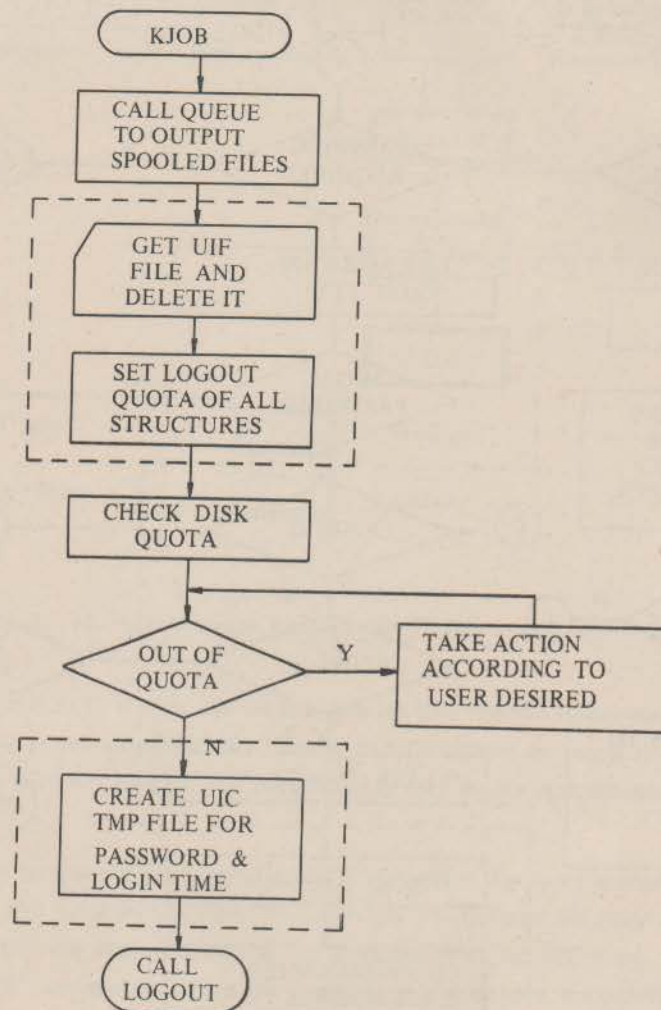 KJOB
CALL QUEUE
TO OUTPUT
SPOOLED FILES
GET UIF
FILE AND
DELETE IT
SET LOGOUT
QUOTA OF ALL
STRUCTURES
CHECK DISK
QUOTA
OUT OF
QUOTA
Y
TAKE ACTION
ACCORDING TO
USER DESIRED
N
CREATE UIC
TMP FILE FOR
PASSWORD &
LOGIN TIME
CALL
LOGOUT